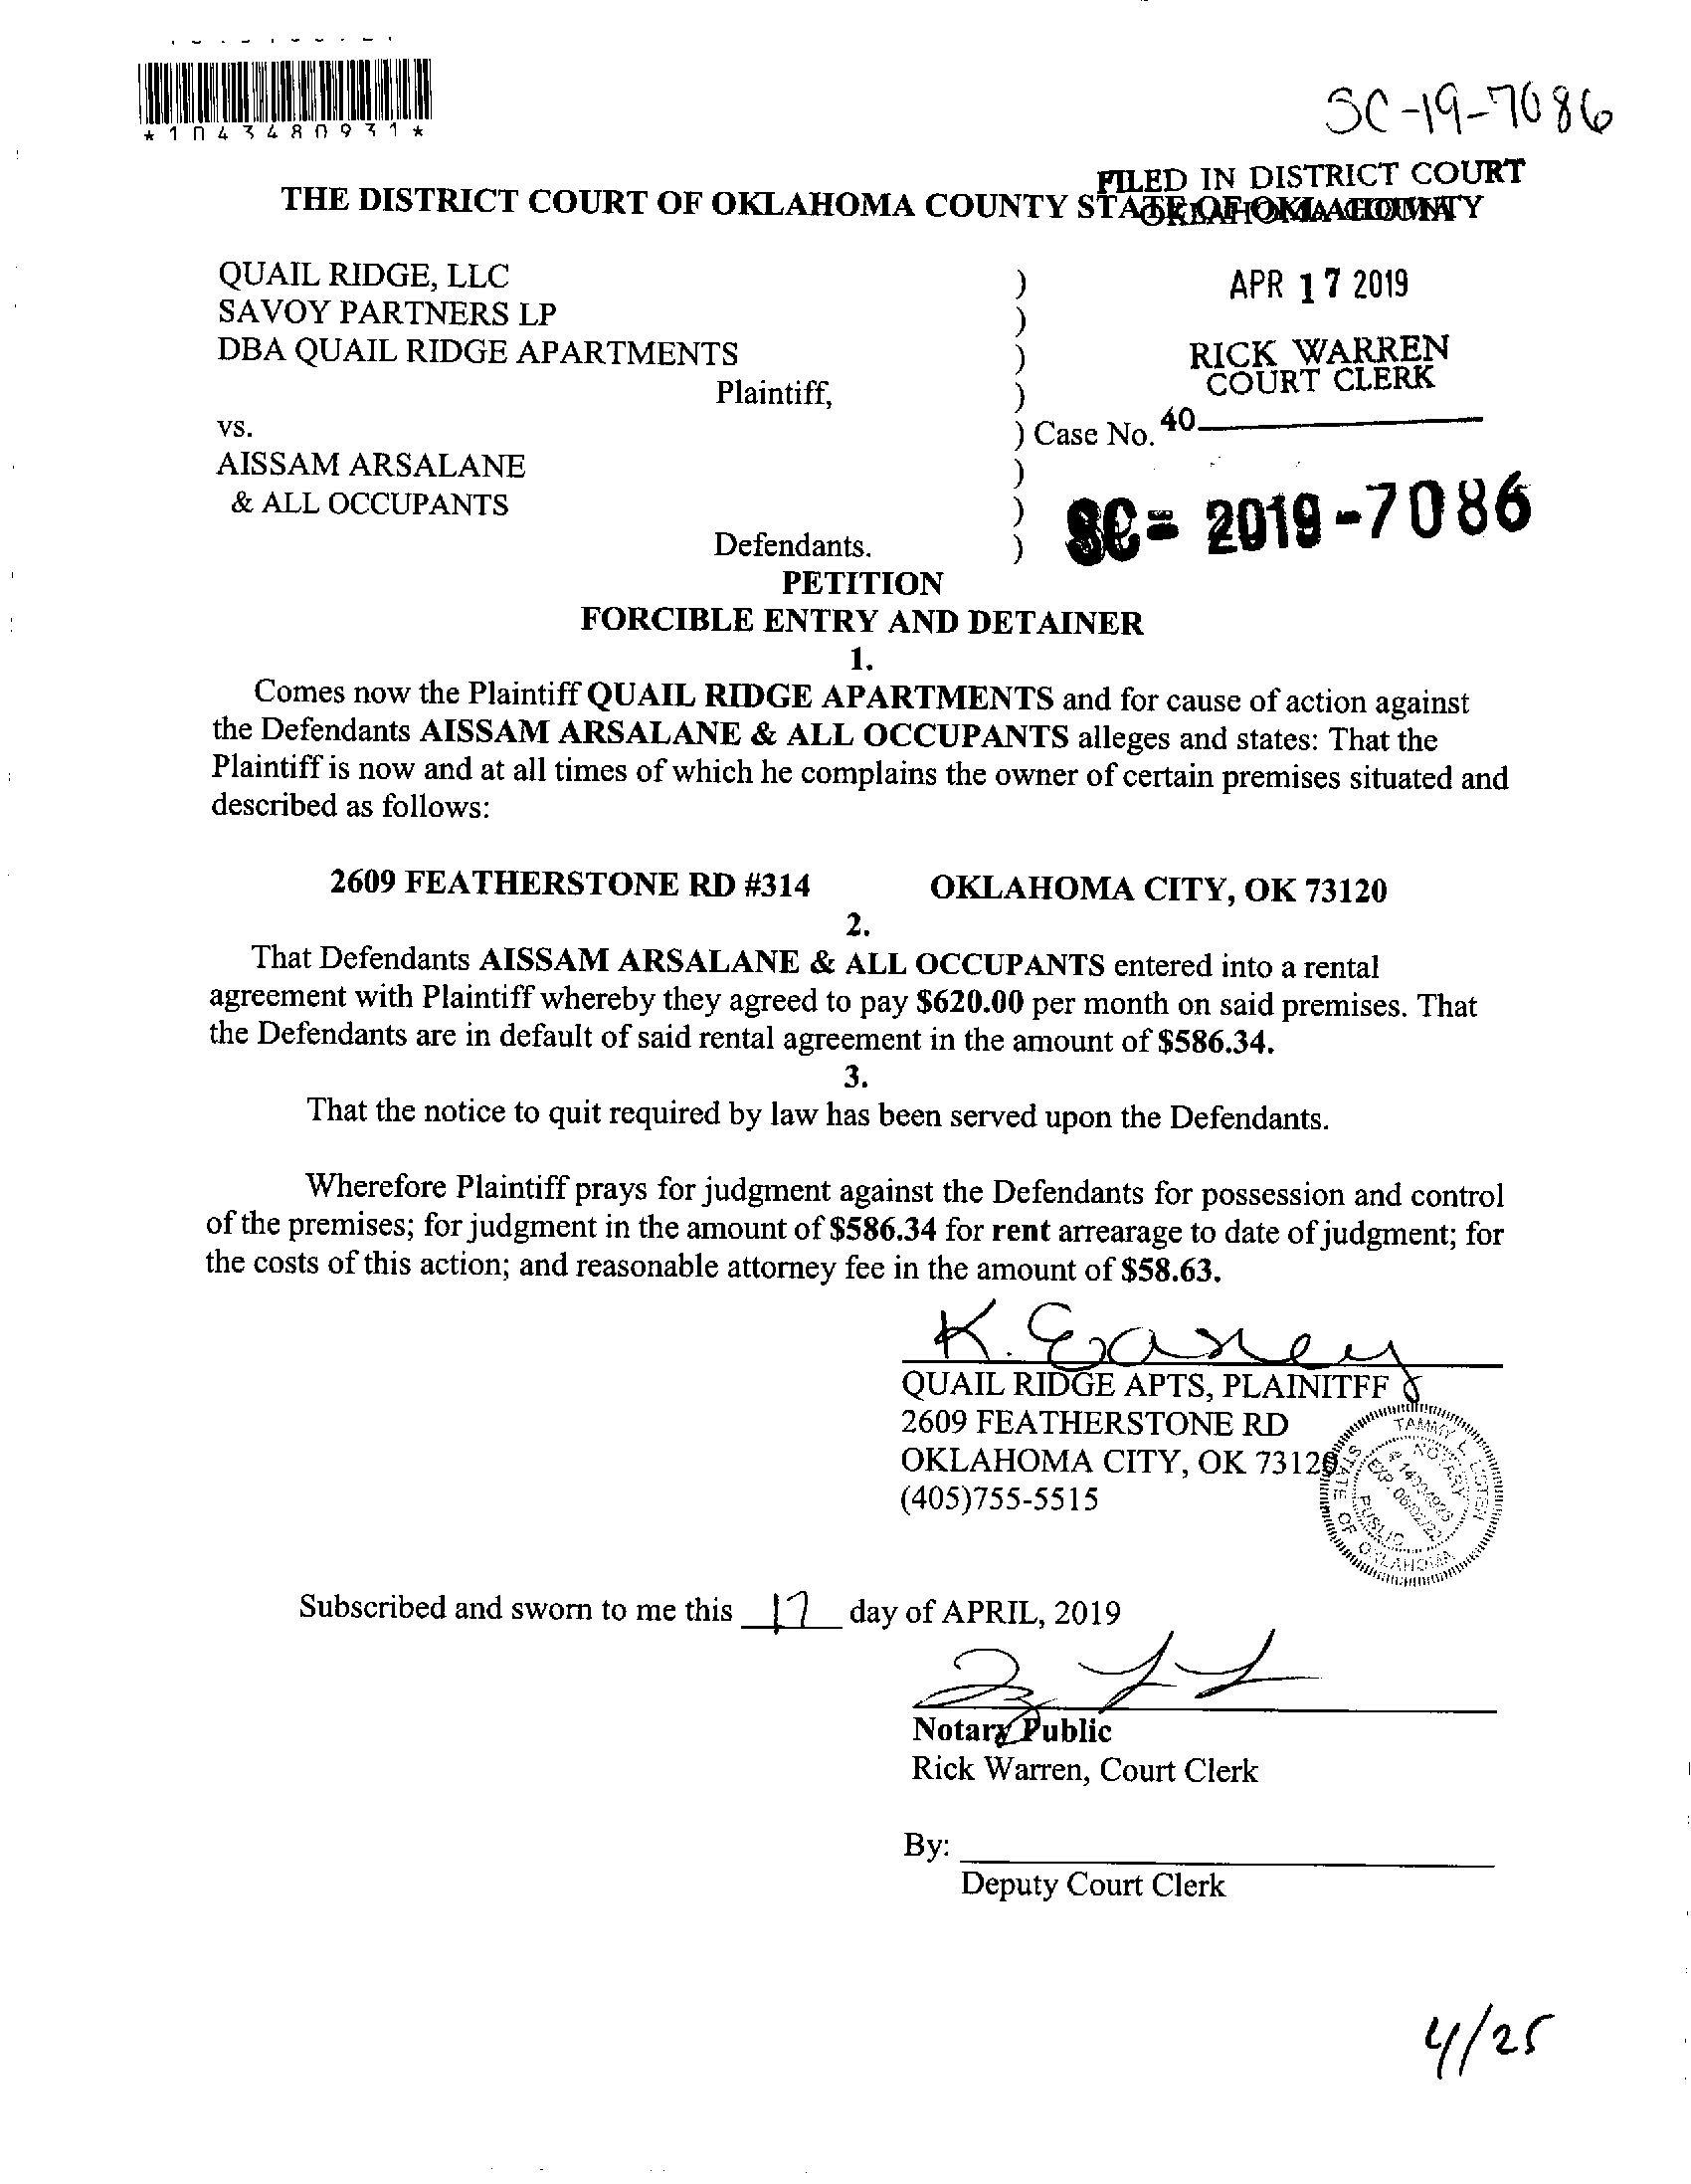 *1043480931*
SC-19-7086
FILED IN DISTRICT COURT
OKLAHOMA COUNTY
THE DISTRICT COURT OF OKLAHOMA COUNTY STATE OF OKLAHOMA
QUAIL RIDGE, LLC )
APR 17 2019
SAVOY PARTNERS LP )
DBA QUAIL RIDGE APARTMENTS )
RICK WARREN
COURT CLERK
Plaintiff, )
vs. ) Case No. 40
AISSAM ARSALANE )
& ALL OCCUPANTS )
SC- 2019-7086
Defendants. )
PETITION
FORCIBLE ENTRY AND DETAINER
1.
Comes now the Plaintiff QUAIL RIDGE APARTMENTS and for cause of action against
the Defendants AISSAM ARSALANE & ALL OCCUPANTS alleges and states: That the
Plaintiff is now and at all times of which he complains the owner of certain premises situated and
described as follows:
2609 FEATHERSTONE RD #314 OKLAHOMA CITY, OK 73120
2.
That Defendants AISSAM ARSALANE & ALL OCCUPANTS entered into a rental
agreement with Plaintiff whereby they agreed to pay $620.00 per month on said premises. That
the Defendants are in default of said rental agreement in the amount of $586.34.
3.
That the notice to quit required by law has been served upon the Defendants.
Wherefore Plaintiff prays for judgment against the Defendants for possession and control
of the premises; for judgment in the amount of $586.34 for rent arrearage to date of judgment; for
the costs of this action; and reasonable attorney fee in the amount of $58.63.
K. Easley
QUAIL RIDGE APTS, PLAINITFF
2609 FEATHERSTONE RD
OKLAHOMA CITY, OK 73120
(405)755-5515
TAMMY L.
STATE OF OKLAHOMA
NOTARY PUBLIC
EXP. 06/02/22
Subscribed and sworn to me this 17 day of APRIL, 2019
Notary Public
Rick Warren, Court Clerk
By:
Deputy Court Clerk
4/25